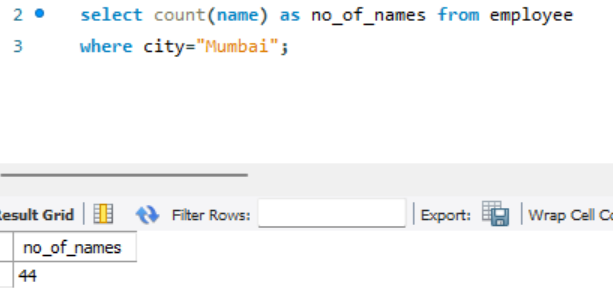 2 select count(name) as no_of_names from employee
3 where city="Mumbai";
Result Grid Filter Rows: Export: Wrap Cell Co
no_of_names
44